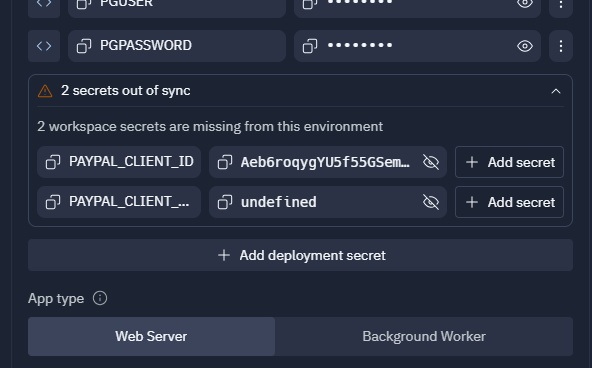 PGUSER ••••••••
PGPASSWORD ••••••••
2 secrets out of sync
2 workspace secrets are missing from this environment
PAYPAL_CLIENT_ID Aeb6roqygYU5f55GSem… + Add secret
PAYPAL_CLIENT_... undefined + Add secret
+ Add deployment secret
App type
Web Server Background Worker